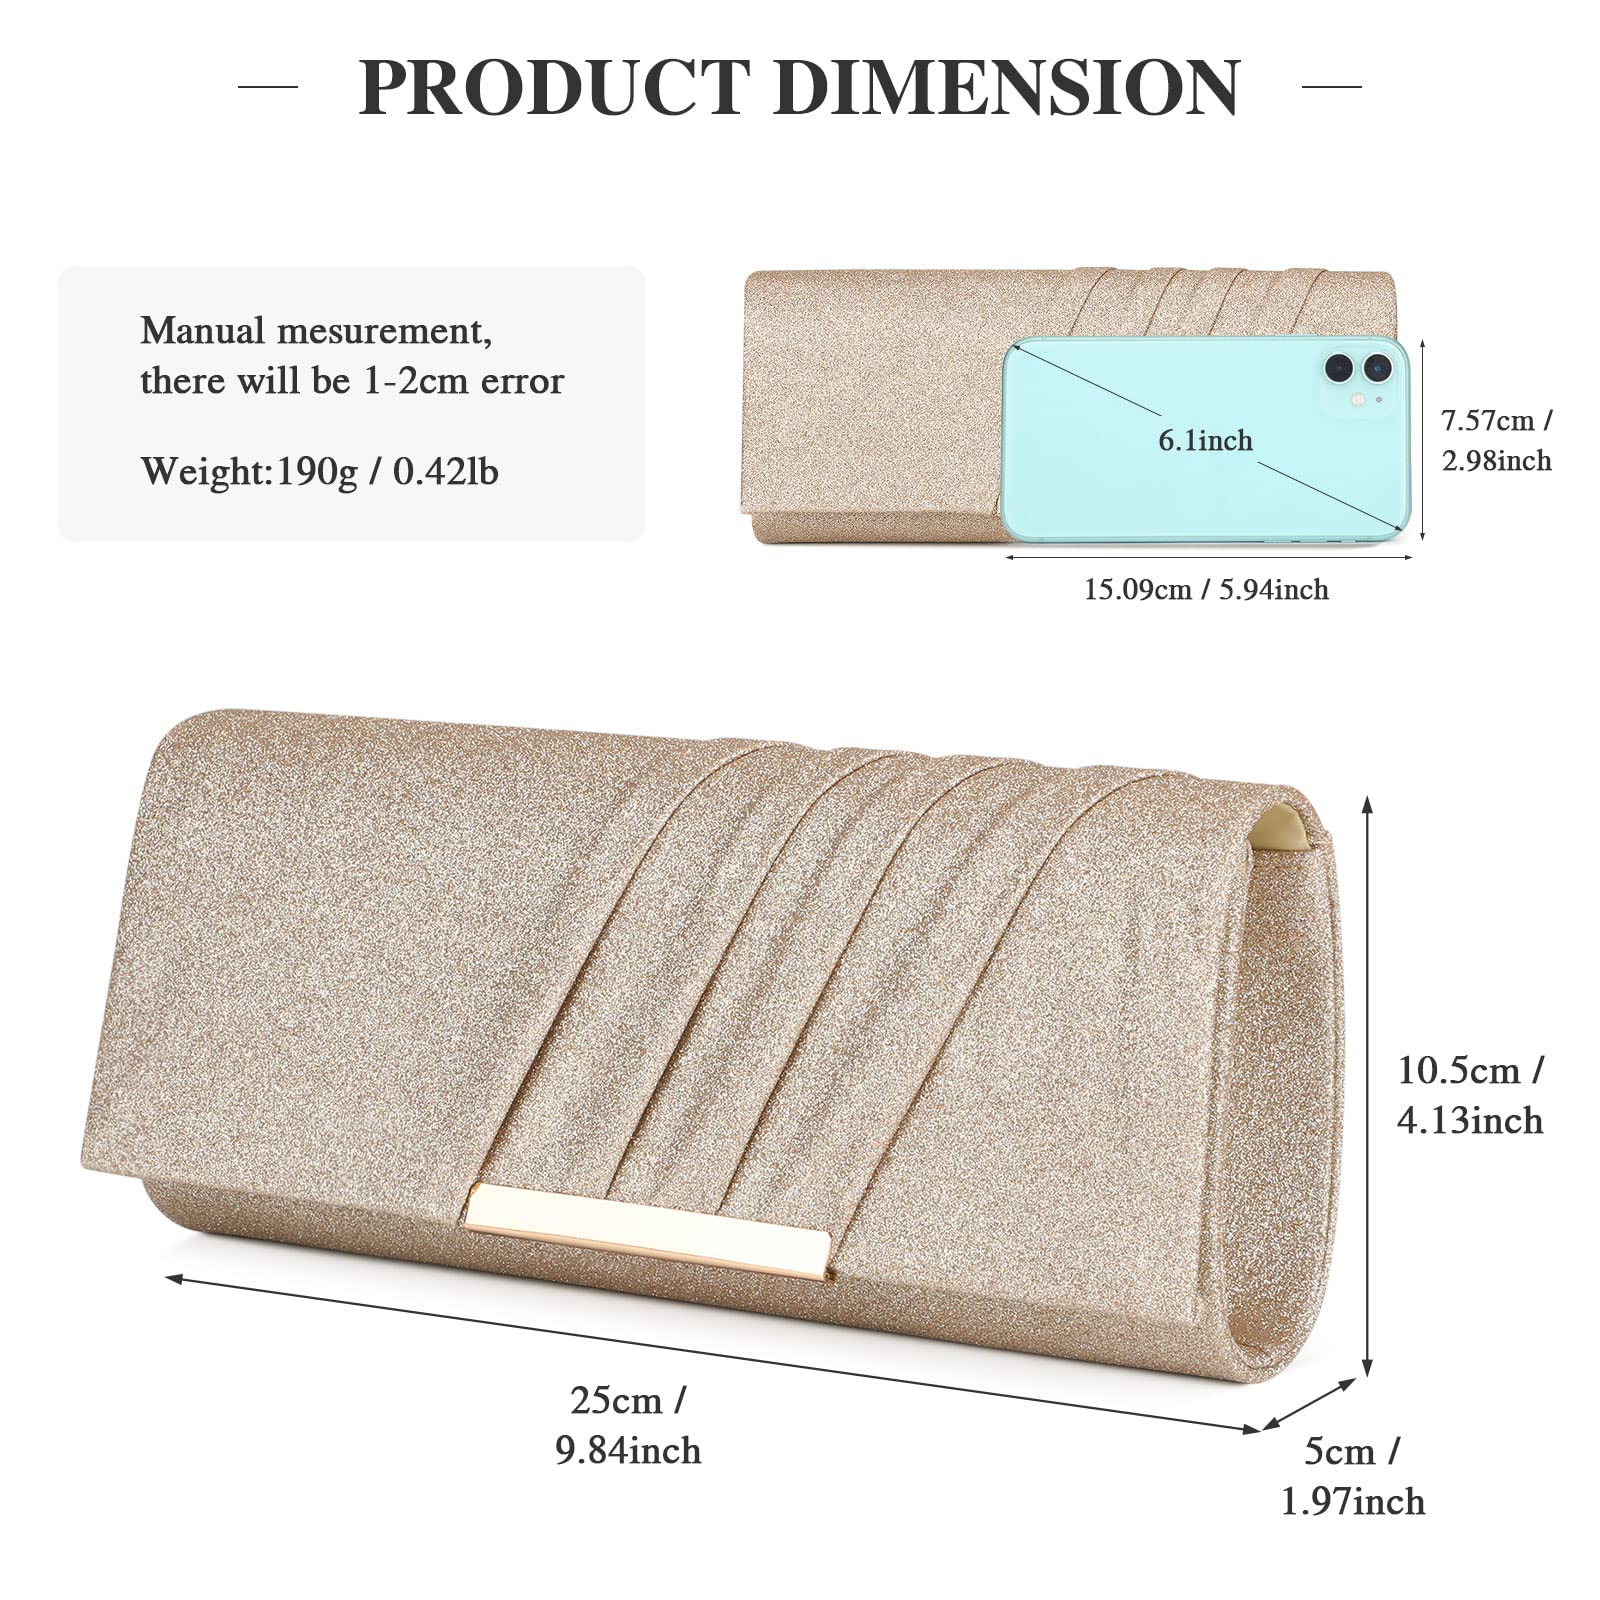 PRODUCT DIMENSION
Manual mesurement,
there will be 1-2cm error
Weight:190g / 0.42lb
6.1inch
7.57cm /
2.98inch
15.09cm / 5.94inch
10.5cm /
4.13inch
25cm /
9.84inch
5cm /
1.97inch